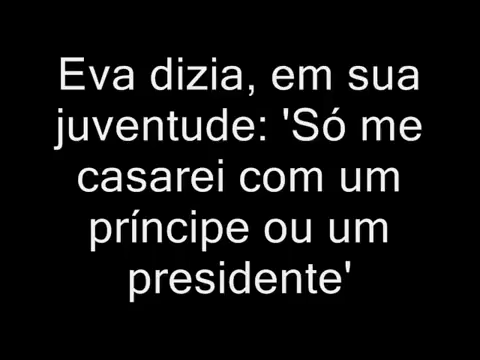 Eva dizia, em sua
juventude: 'Só me
casarei com um
príncipe ou um
presidente'